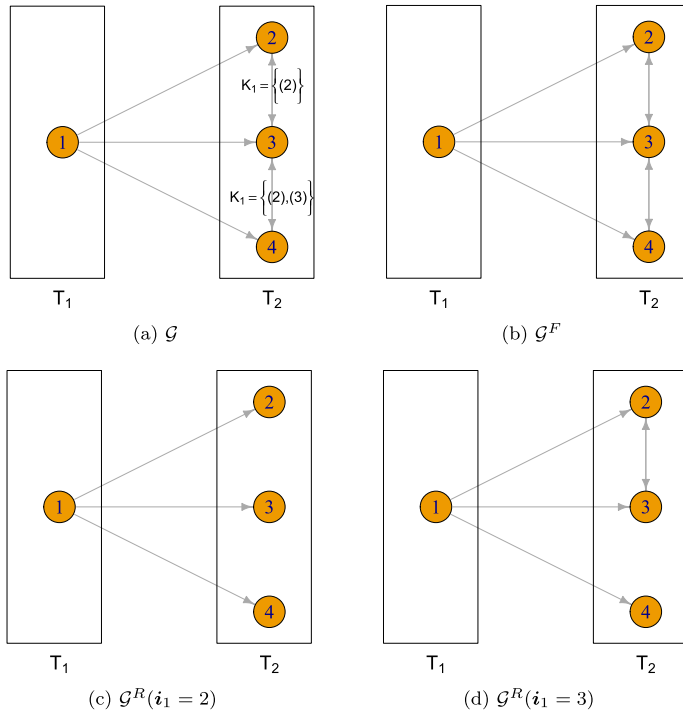 2
2
K₁ = {(2)}
1
3
1
3
K₁ = {(2),(3)}
4
4
T₁ T₂ T₁ T₂
(a) 𝒢 (b) 𝒢^F
2
2
1
3
1
3
4
4
T₁ T₂ T₁ T₂
(c) 𝒢^R(𝒊₁ = 2) (d) 𝒢^R(𝒊₁ = 3)